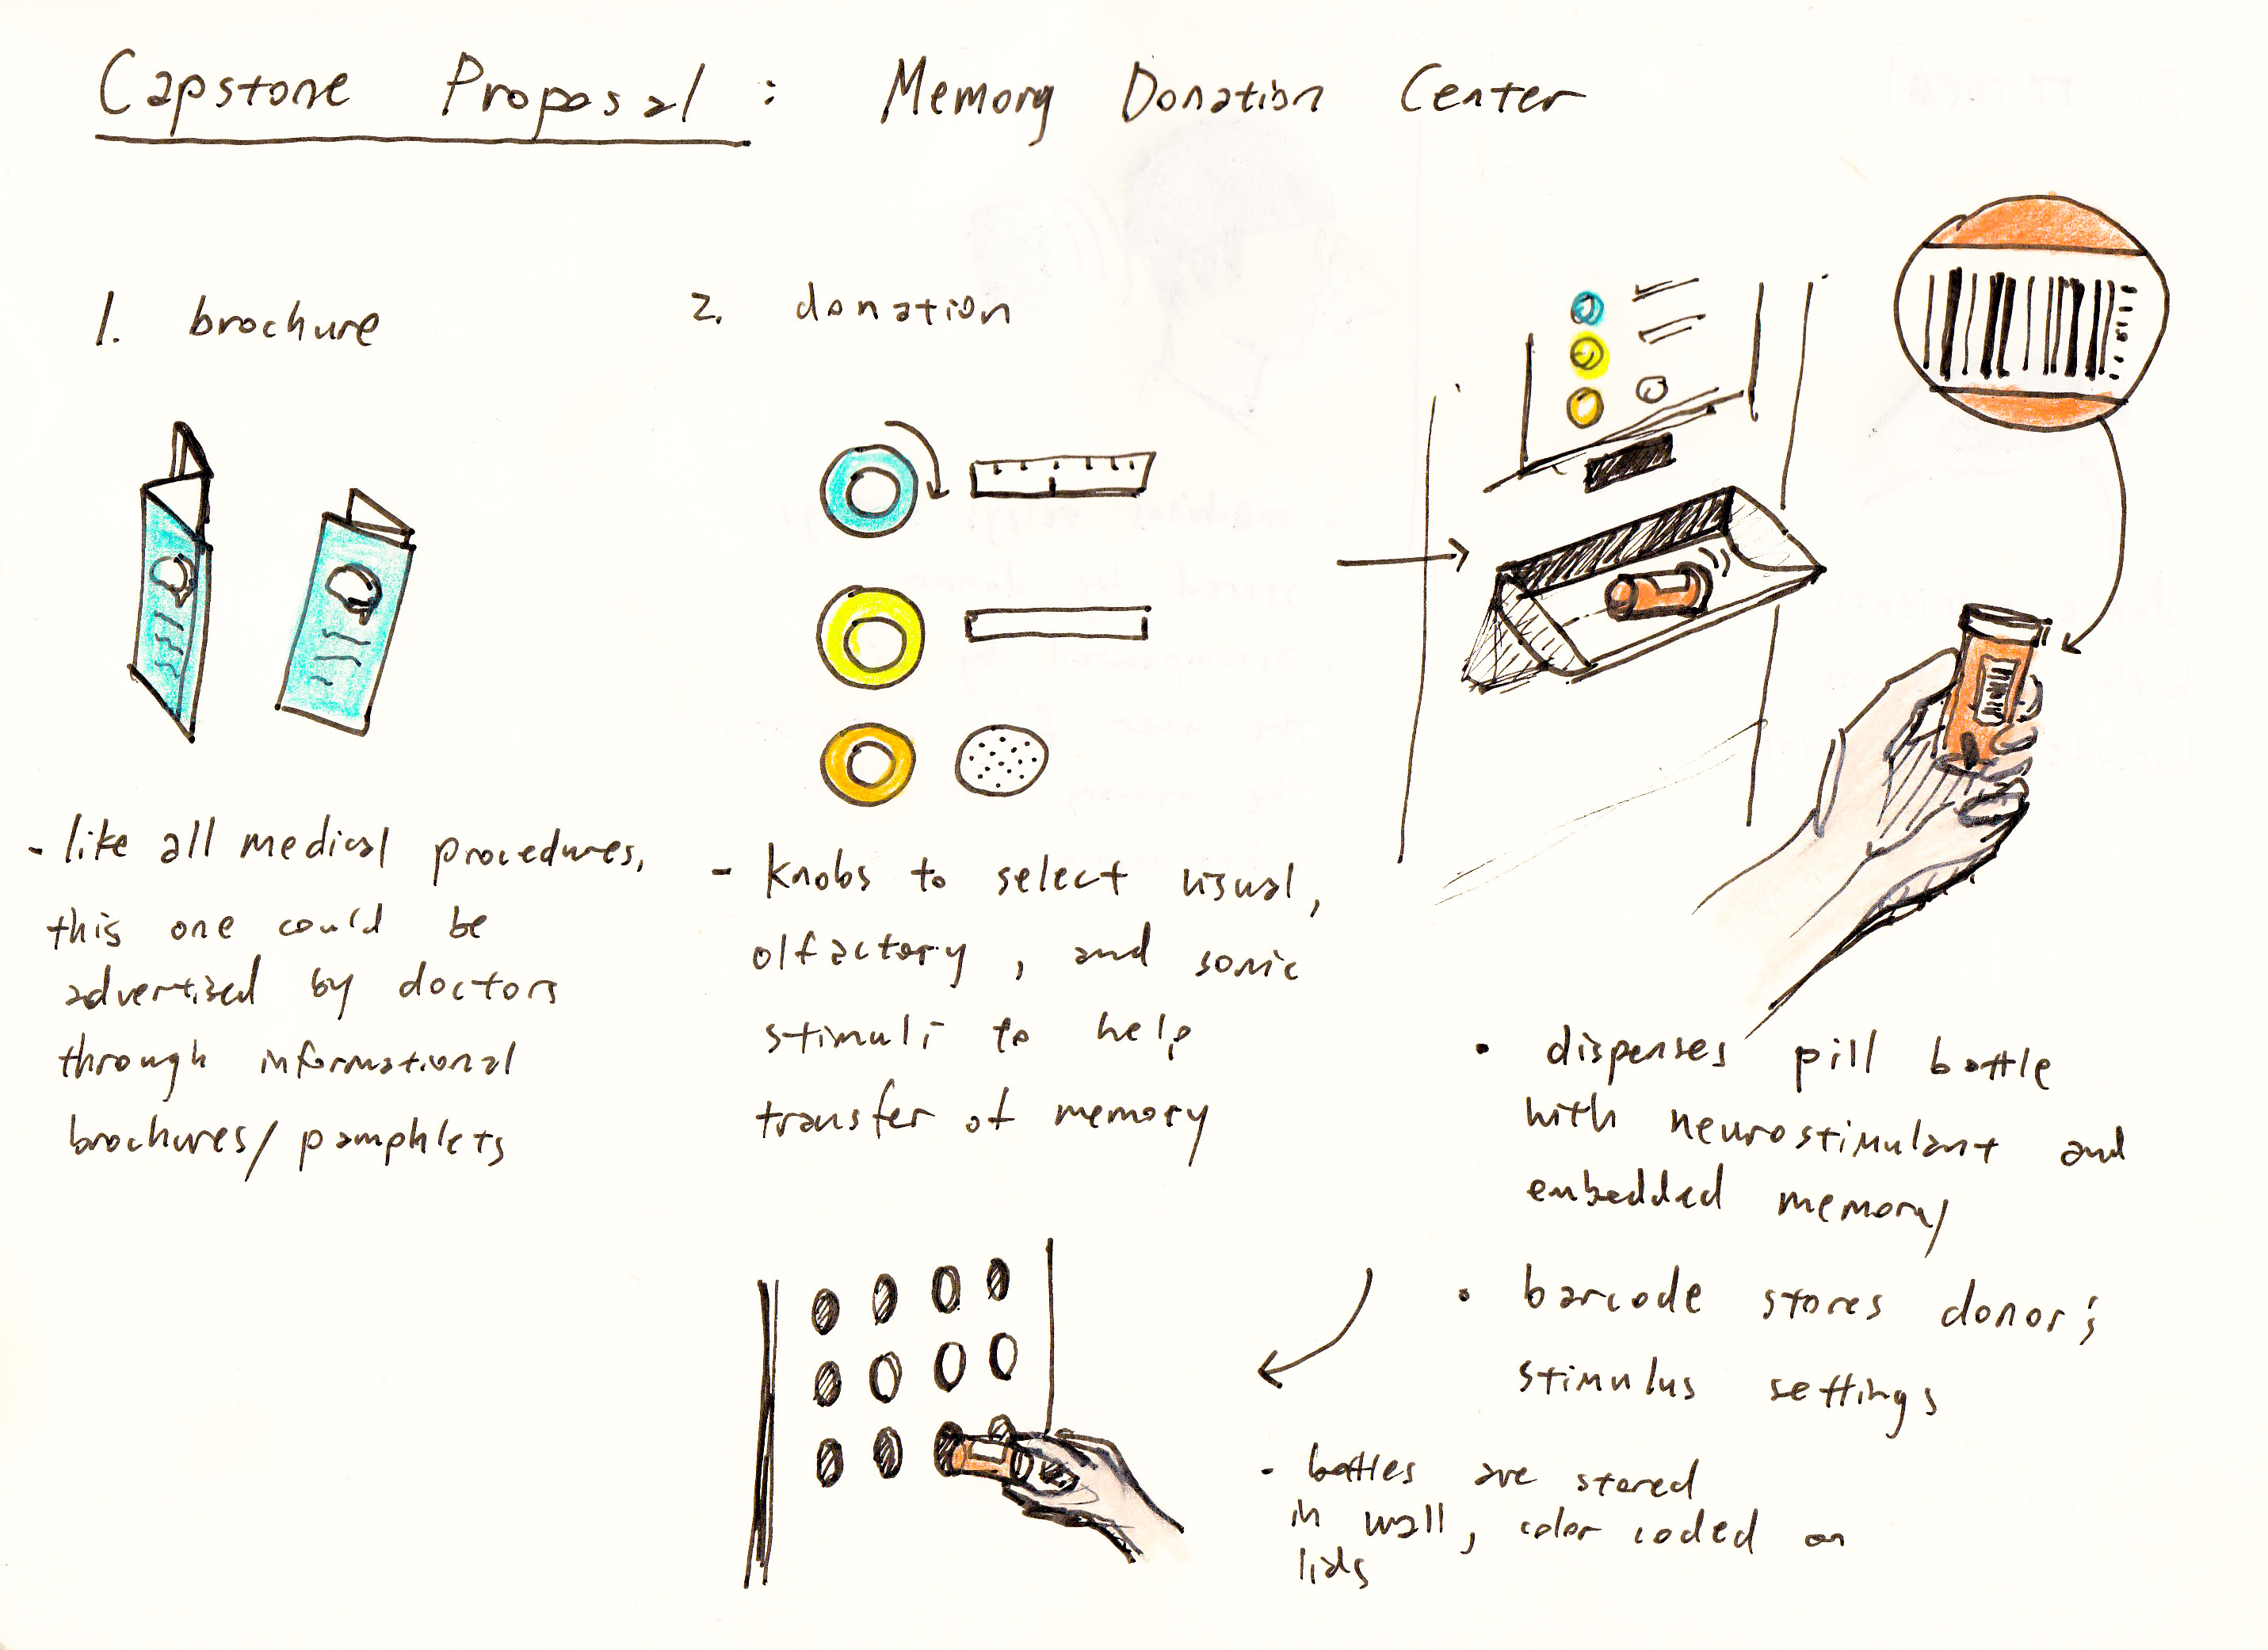 Capstone Proposal : Memory Donation Center
1. brochure
2. donation
- like all medical procedures,
this one could be
advertised by doctors
through informational
brochures/pamphlets
- knobs to select visual,
olfactory, and sonic
stimuli to help
transfer of memory
• dispenses pill bottle
with neurostimulant and
embedded memory
• barcode stores donor's
stimulus settings
- bottles are stored
in wall, color coded on
lids